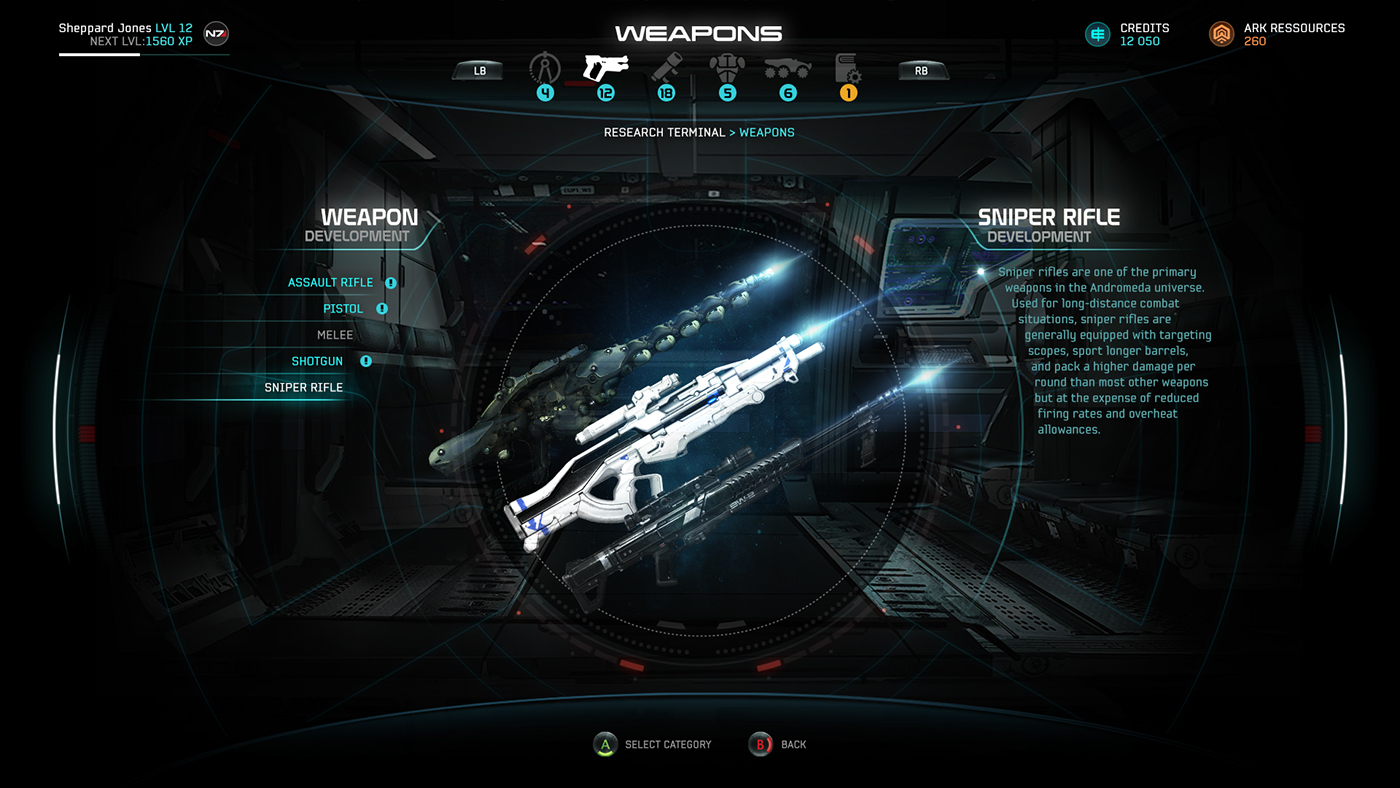 Sheppard Jones LVL 12
NEXT LVL:1560 XP
N7
WEAPONS
CREDITS
12 050
ARK RESSOURCES
260
LB
RB
4
12
18
5
6
1
RESEARCH TERMINAL > WEAPONS
WEAPON
DEVELOPMENT
ASSAULT RIFLE !
PISTOL !
MELEE
SHOTGUN !
SNIPER RIFLE
SNIPER RIFLE
DEVELOPMENT
Sniper rifles are one of the primary
weapons in the Andromeda universe.
Used for long-distance combat
situations, sniper rifles are
generally equipped with targeting
scopes, sport longer barrels,
and pack a higher damage per
round than most other weapons
but at the expense of reduced
firing rates and overheat
allowances.
A SELECT CATEGORY
B BACK